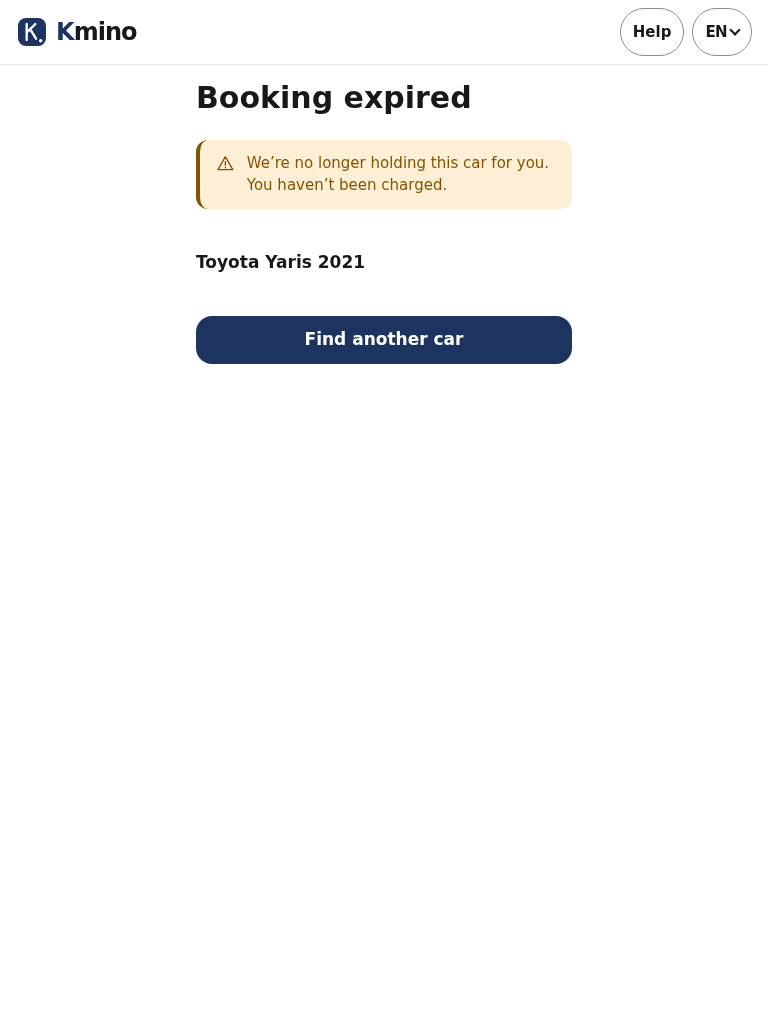 K.
Kmino
Help
EN
Booking expired
We’re no longer holding this car for you.
You haven’t been charged.
Toyota Yaris 2021
Find another car